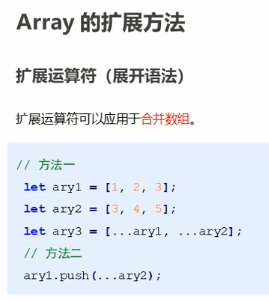 Array 的扩展方法
扩展运算符（展开语法）
扩展运算符可以应用于合并数组。
// 方法一
let ary1 = [1, 2, 3];
let ary2 = [3, 4, 5];
let ary3 = [...ary1, ...ary2];
// 方法二
ary1.push(...ary2);